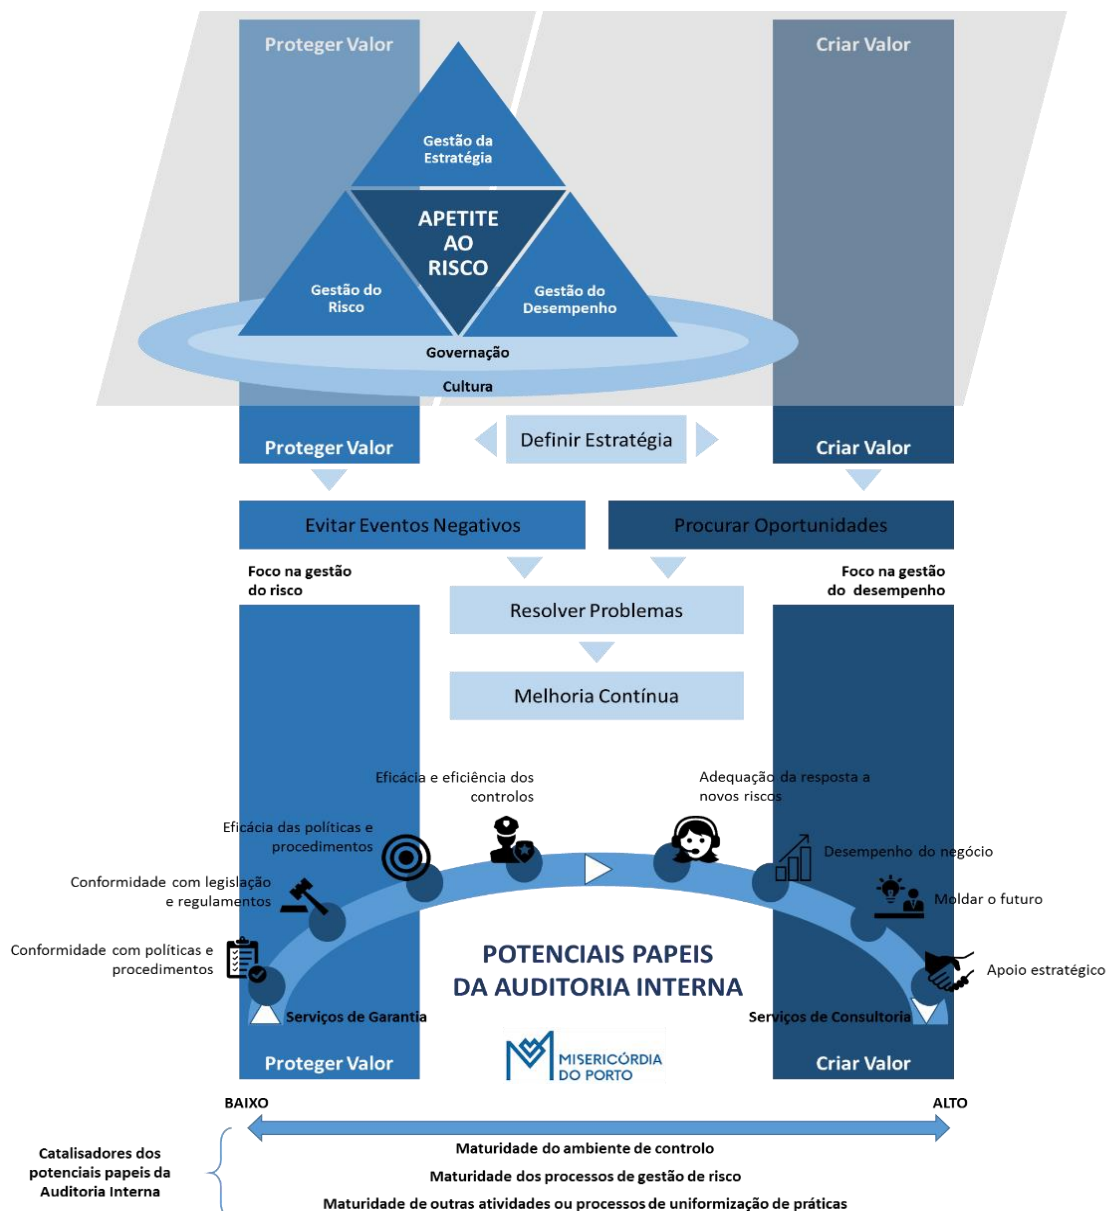 Proteger Valor
Criar Valor
Gestão da
Estratégia
APETITE
AO
RISCO
Gestão do
Risco
Gestão do
Desempenho
Governação
Cultura
Proteger Valor
Definir Estratégia
Criar Valor
Evitar Eventos Negativos
Procurar Oportunidades
Foco na gestão
do risco
Foco na gestão
do desempenho
Resolver Problemas
Melhoria Contínua
Eficácia e eficiência dos
controlos
Adequação da resposta a
novos riscos
Eficácia das políticas e
procedimentos
Desempenho do negócio
Conformidade com legislação
e regulamentos
Moldar o futuro
Conformidade com políticas e
procedimentos
Apoio estratégico
POTENCIAIS PAPEIS
DA AUDITORIA INTERNA
Serviços de Garantia
Serviços de Consultoria
MISERICÓRDIA
DO PORTO
Proteger Valor
Criar Valor
BAIXO
ALTO
Catalisadores dos
potenciais papeis da
Auditoria Interna
Maturidade do ambiente de controlo
Maturidade dos processos de gestão de risco
Maturidade de outras atividades ou processos de uniformização de práticas